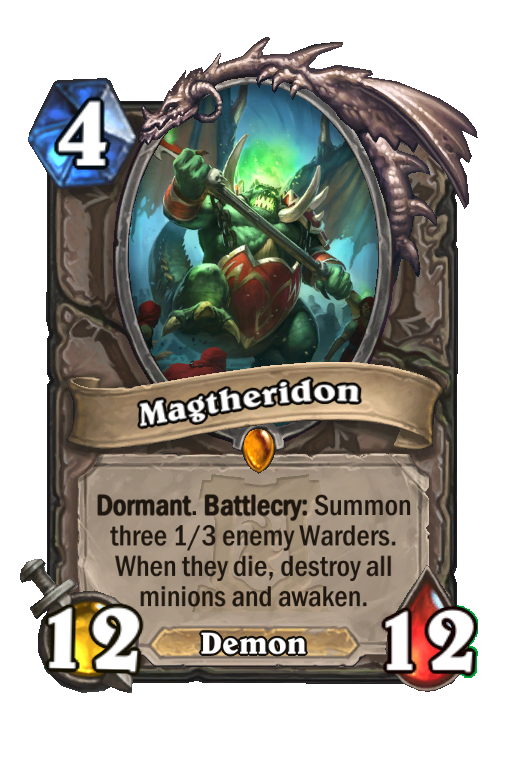 4
Magtheridon
Dormant. Battlecry: Summon
three 1/3 enemy Warders.
When they die, destroy all
minions and awaken.
12
Demon
12